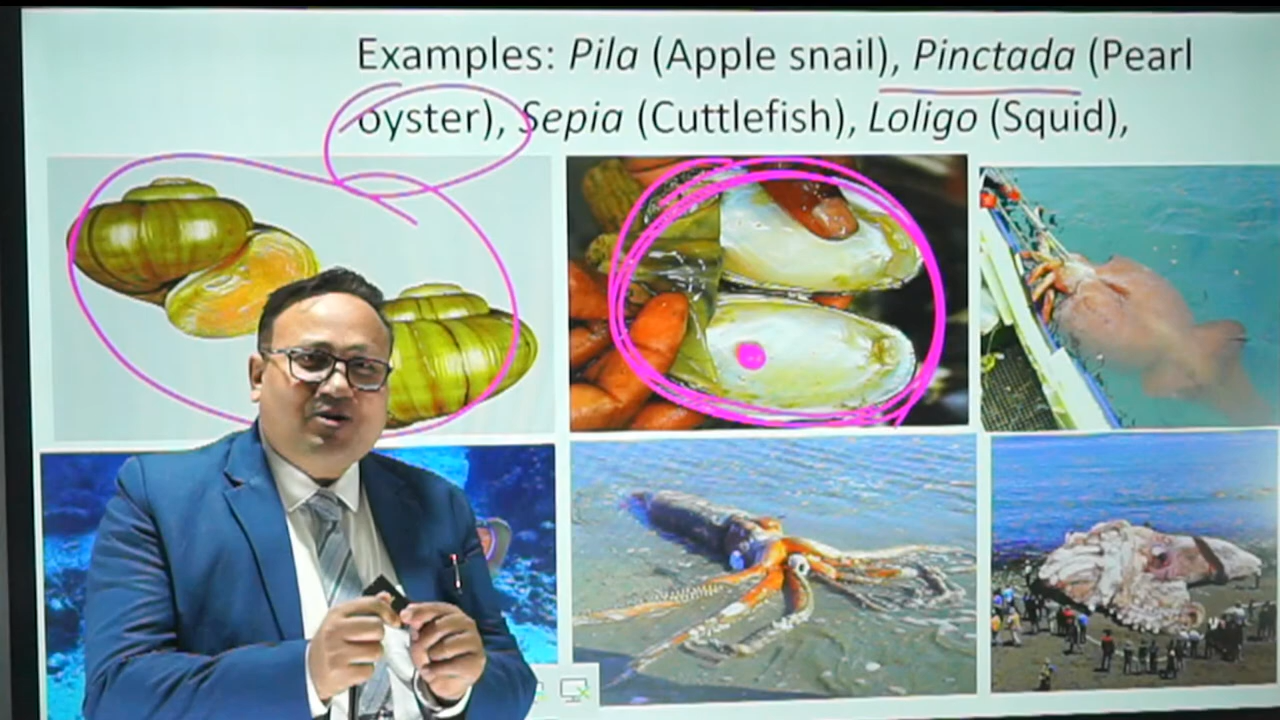 Examples: Pila (Apple snail), Pinctada (Pearl
oyster), Sepia (Cuttlefish), Loligo (Squid),